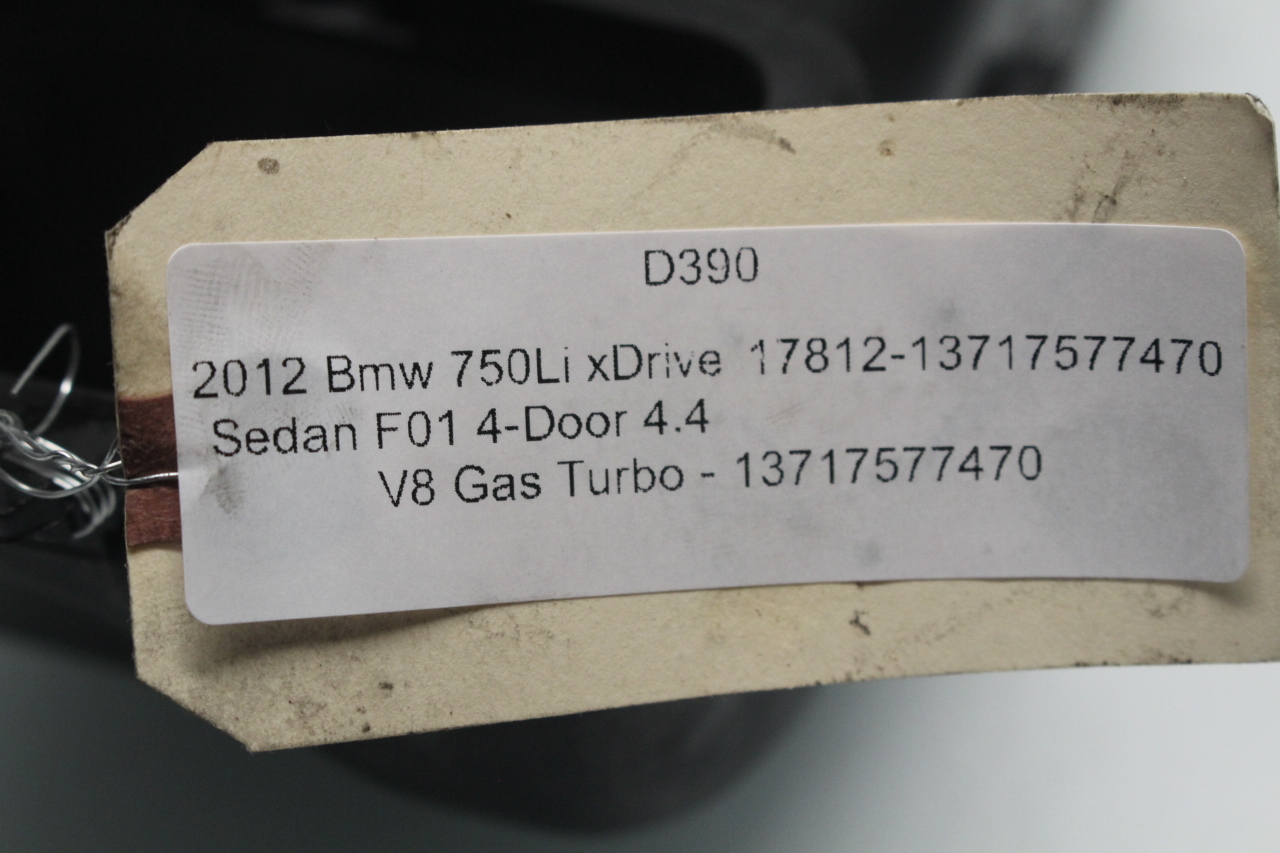 D390
2012 Bmw 750Li xDrive 17812-13717577470
Sedan F01 4-Door 4.4
V8 Gas Turbo - 13717577470